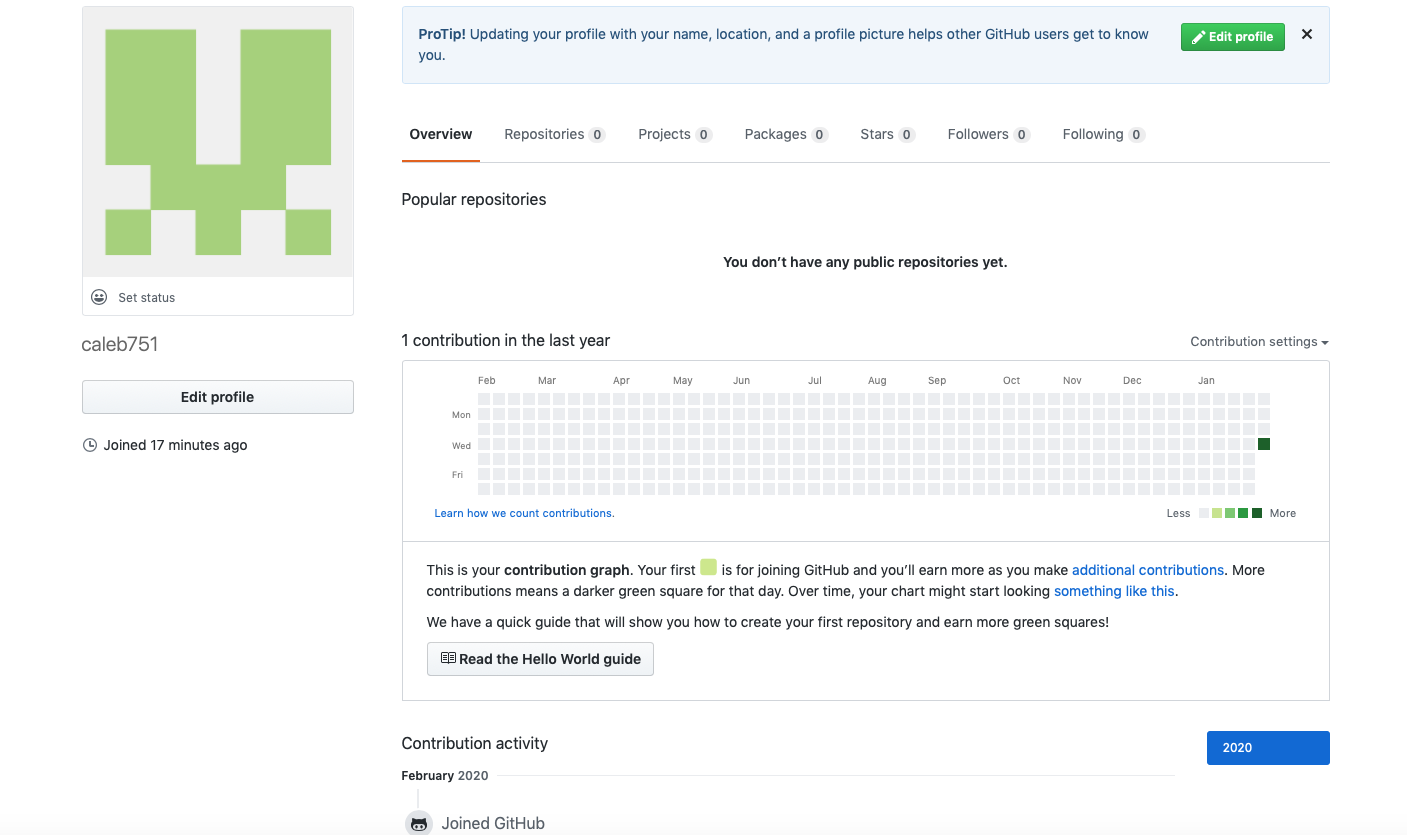 ProTip! Updating your profile with your name, location, and a profile picture helps other GitHub users get to know
you.
Edit profile
Overview
Repositories 0
Projects 0
Packages 0
Stars 0
Followers 0
Following 0
Set status
caleb751
Edit profile
Joined 17 minutes ago
Popular repositories
You don’t have any public repositories yet.
1 contribution in the last year
Contribution settings
Feb Mar Apr May Jun Jul Aug Sep Oct Nov Dec Jan
Mon
Wed
Fri
Learn how we count contributions.
Less More
This is your contribution graph. Your first is for joining GitHub and you’ll earn more as you make additional contributions. More
contributions means a darker green square for that day. Over time, your chart might start looking something like this.
We have a quick guide that will show you how to create your first repository and earn more green squares!
Read the Hello World guide
Contribution activity
2020
February 2020
Joined GitHub